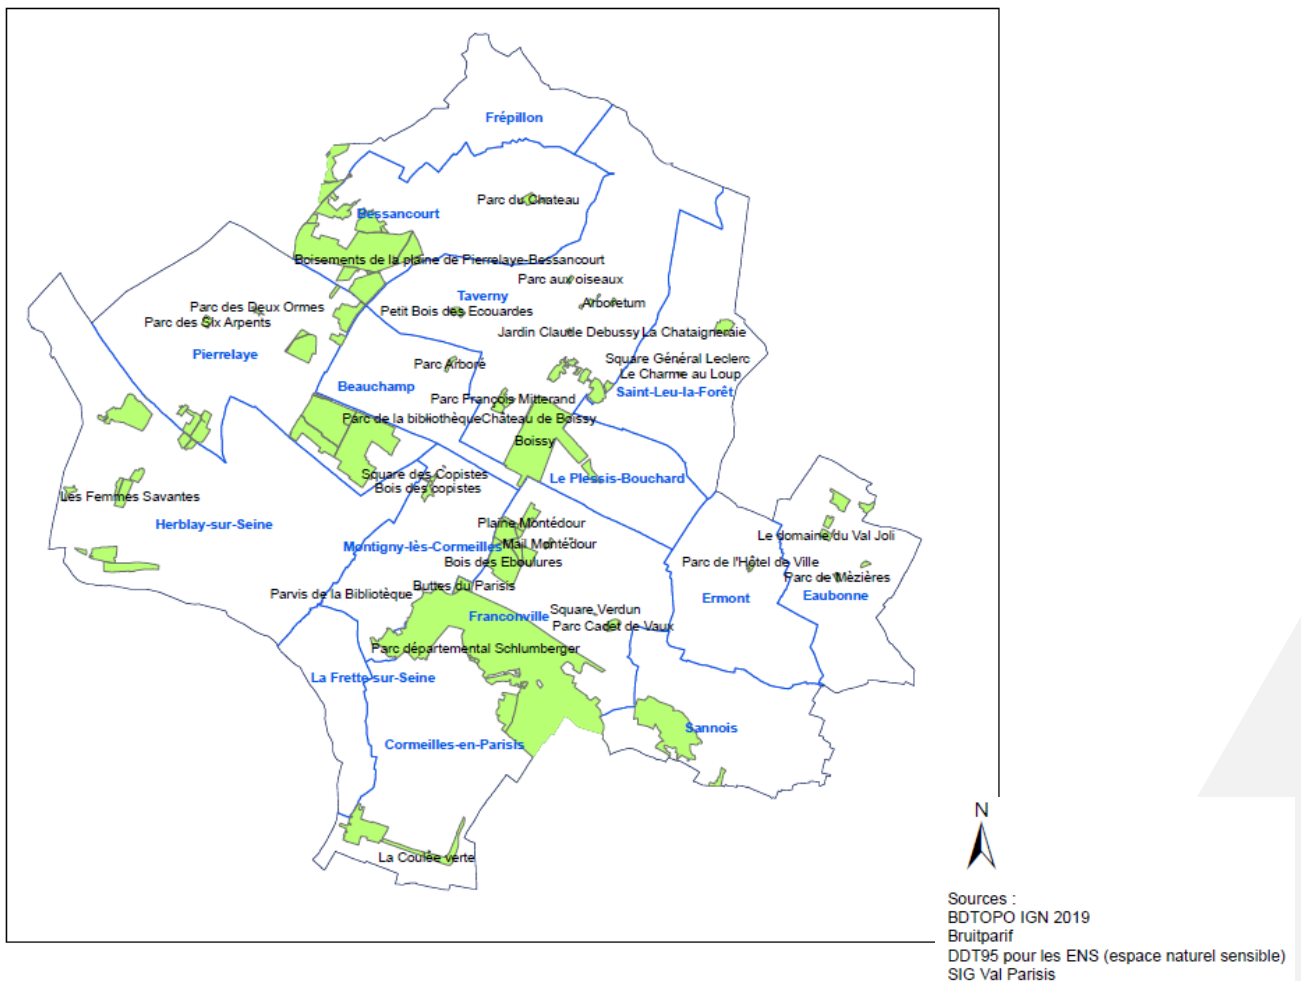 Frépillon
Parc du Chateau
Bessancourt
Boisements de la plaine de Pierrelaye-Bessancourt
Parc aux oiseaux
Taverny
Arboretum
Parc des Deux Ormes
Petit Bois des Ecouardes
Parc des Six Arpents
Jardin Claude Debussy
La Chataigneraie
Pierrelaye
Square Général Leclerc
Parc Arboré
Le Charme au Loup
Beauchamp
Saint-Leu-la-Forêt
Parc François Mitterand
Parc de la bibliothèque
Château de Boissy
Boissy
Square des Copistes
Le Plessis-Bouchard
Bois des copistes
Les Femmes Savantes
Herblay-sur-Seine
Plaine Montédour
Le domaine du Val Joli
Montigny-lès-Cormeilles
Mail Montédour
Bois des Eboulures
Parc de l'Hôtel de Ville
Parc de Mézières
Buttes du Parisis
Parvis de la Bibliotèque
Ermont
Eaubonne
Square Verdun
Franconville
Parc Cadet de Vaux
Parc départemental Schlumberger
La Frette-sur-Seine
Sannois
Cormeilles-en-Parisis
La Coulée verte
N
Sources :
BDTOPO IGN 2019
Bruitparif
DDT95 pour les ENS (espace naturel sensible)
SIG Val Parisis